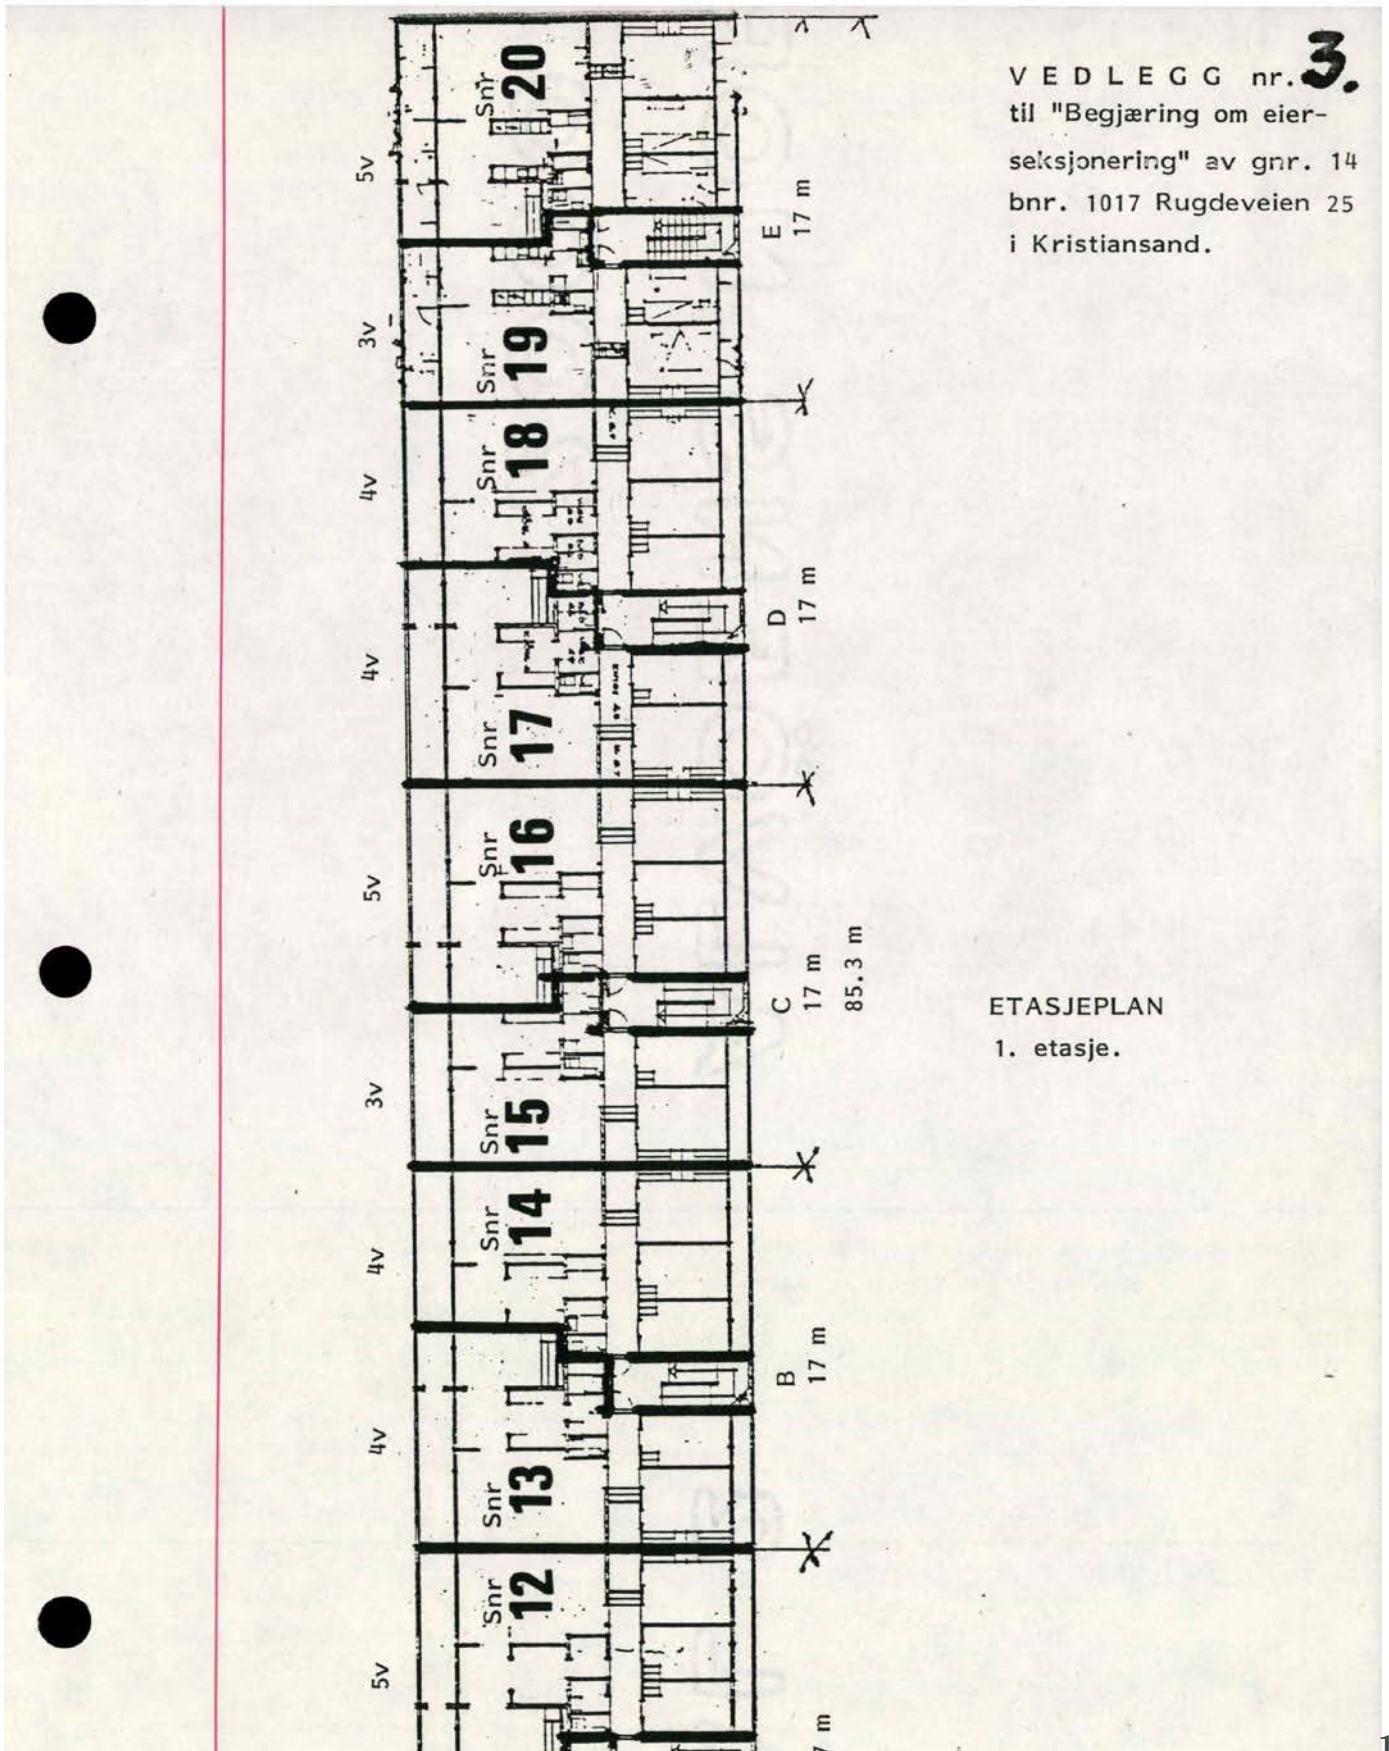 VEDLEGG nr. 3.
til "Begjæring om eier-
seksjonering" av gnr. 14
bnr. 1017 Rugdeveien 25
i Kristiansand.
5v
Snr
20
E
17 m
3v
Snr
19
4v
Snr
18
D
17 m
4v
Snr
17
5v
Snr
16
C
17 m
85.3 m
ETASJEPLAN
1. etasje.
3v
Snr
15
4v
Snr
14
B
17 m
4v
Snr
13
Snr
12
5v
7 m
1